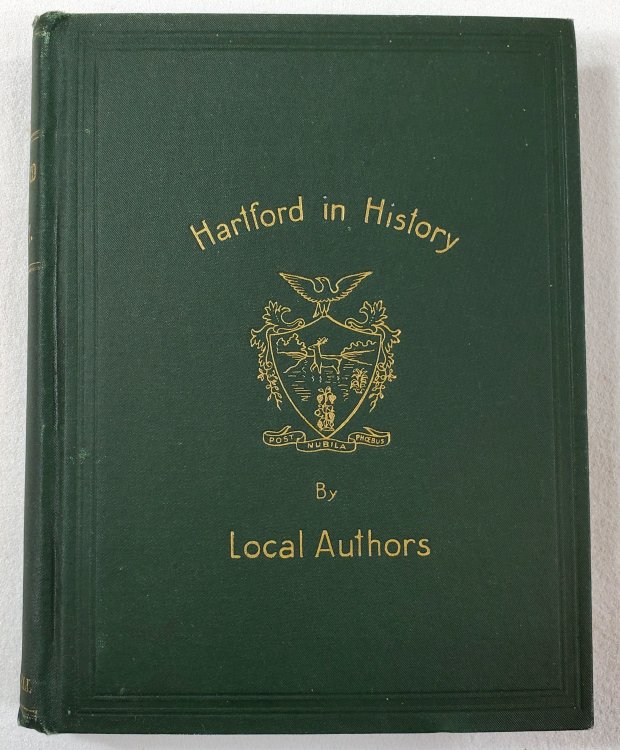 Hartford in History
POST NUBILA PHŒBUS
By
Local Authors